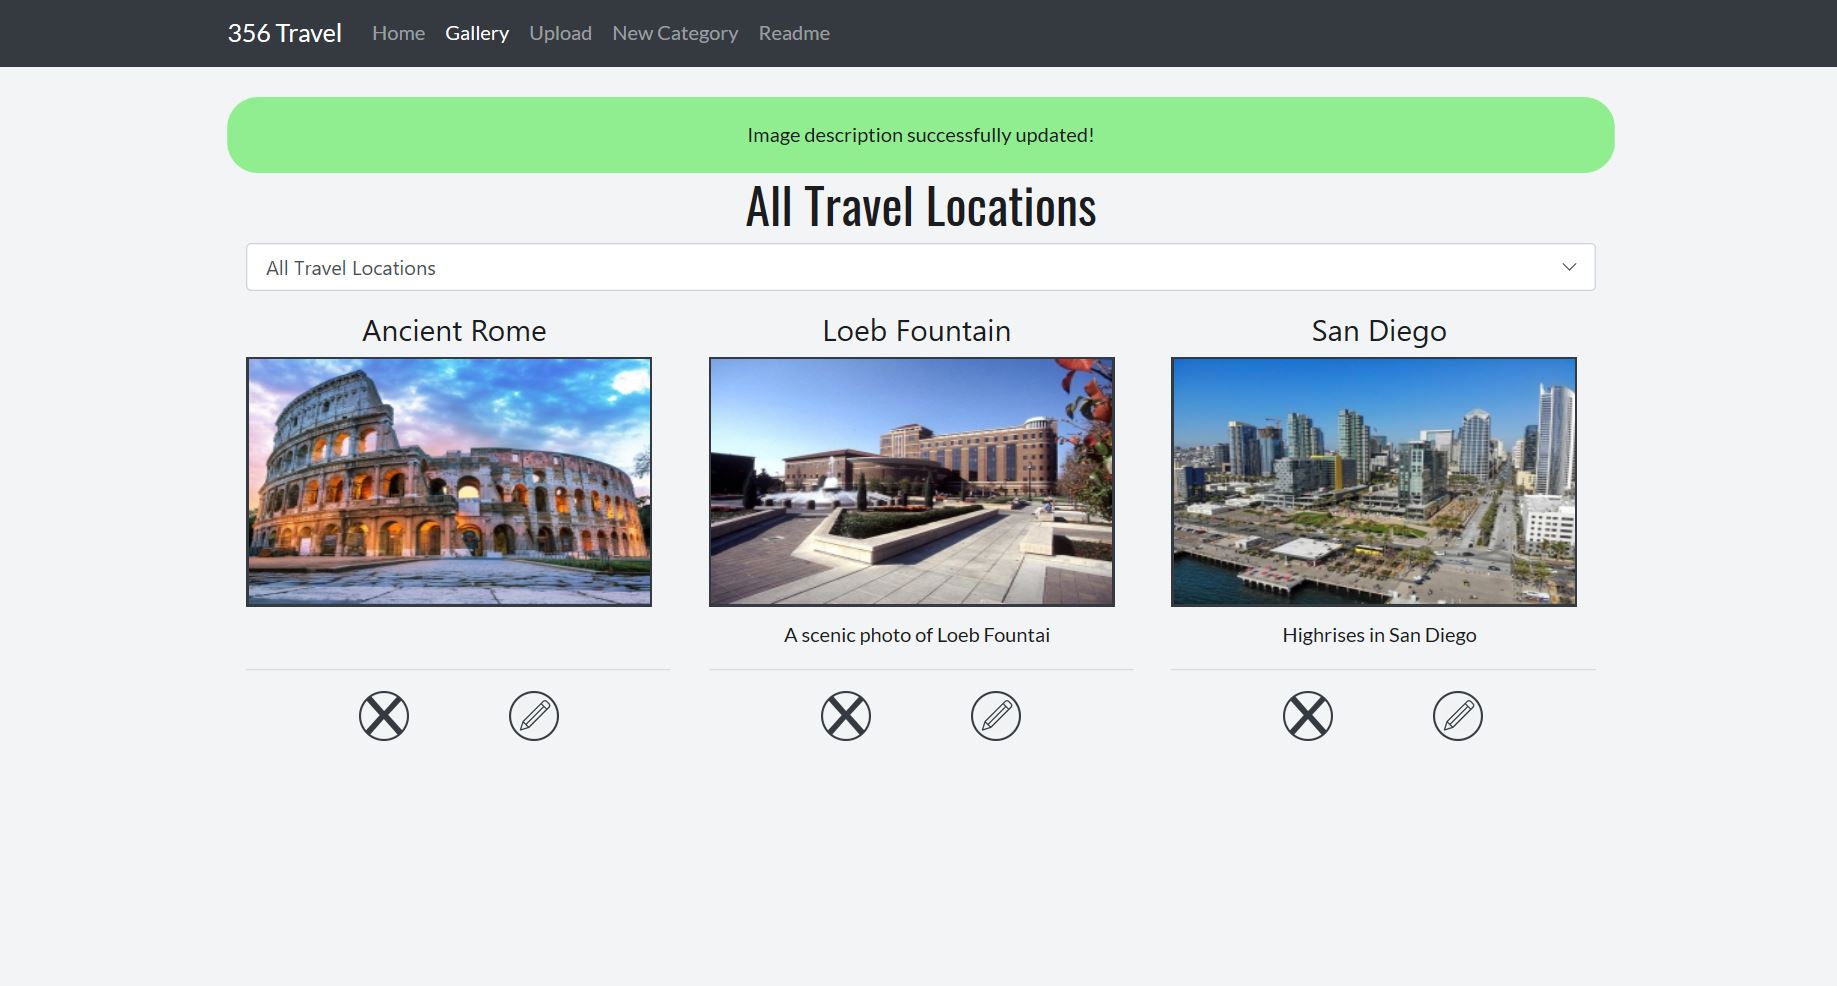 356 Travel Home Gallery Upload New Category Readme
Image description successfully updated!
All Travel Locations
All Travel Locations
Ancient Rome Loeb Fountain San Diego
A scenic photo of Loeb Fountai Highrises in San Diego